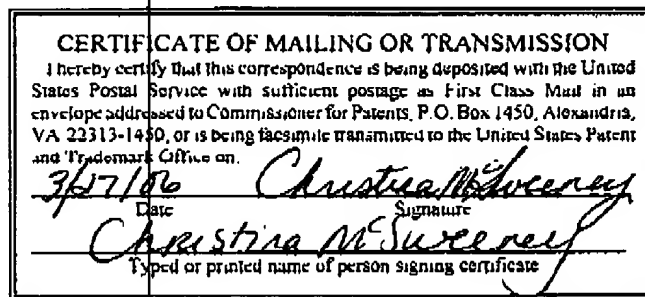 CERTIFICATE OF MAILING OR TRANSMISSION
I hereby certify that this correspondence is being deposited with the United
States Postal Service with sufficient postage as First Class Mail in an
envelope addressed to Commissioner for Patents, P.O. Box 1450, Alexandria,
VA 22313-1450, or is being facsimile transmitted to the United States Patent
and Trademark Office on.
3/27/06 Christina McSweeney
Date Signature
Christina McSweeney
Typed or printed name of person signing certificate